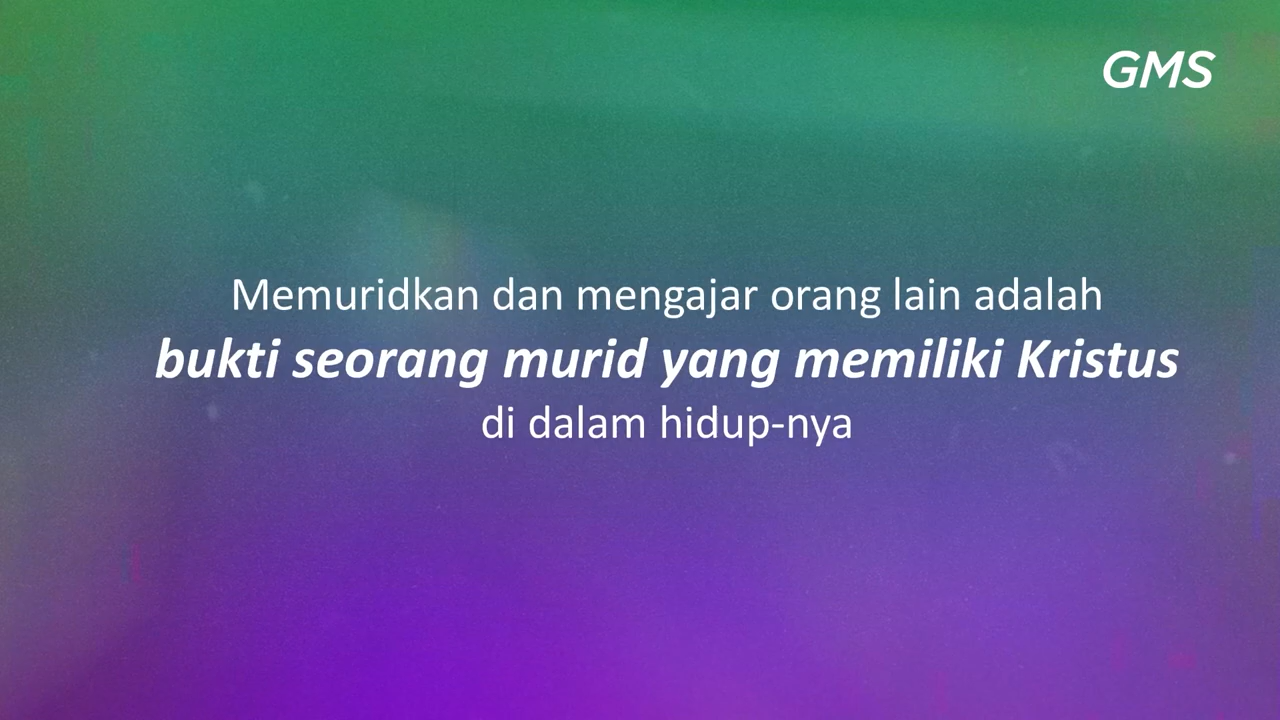 GMS
Memuridkan dan mengajar orang lain adalah
bukti seorang murid yang memiliki Kristus
di dalam hidup-nya